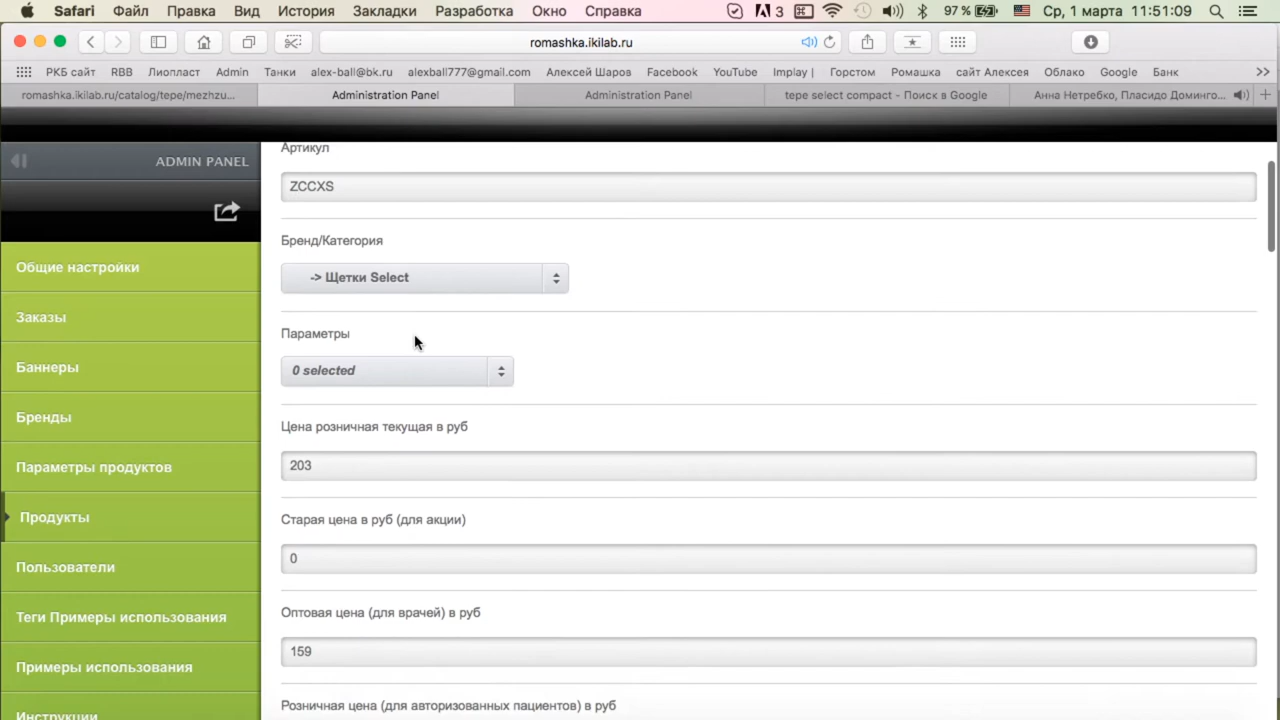 Safari Файл Правка Вид История Закладки Разработка Окно Справка 3 97 % Ср, 1 марта 11:51:09
romashka.ikilab.ru
РКБ сайт RBB Лиопласт Admin Танки alex-ball@bk.ru alexball777@gmail.com Алексей Шаров Facebook YouTube Implay | Горстом Ромашка сайт Алексея Облако Google Банк >>
romashka.ikilab.ru/catalog/tepe/mezhzu... Administration Panel Administration Panel tepe select compact - Поиск в Google Анна Нетребко, Пласидо Доминго... +
ADMIN PANEL
Общие настройки
Заказы
Баннеры
Бренды
Параметры продуктов
Продукты
Пользователи
Теги Примеры использования
Примеры использования
Инструкции
Артикул
ZCCXS
Бренд/Категория
-> Щетки Select
Параметры
0 selected
Цена розничная текущая в руб
203
Старая цена в руб (для акции)
0
Оптовая цена (для врачей) в руб
159
Розничная цена (для авторизованных пациентов) в руб